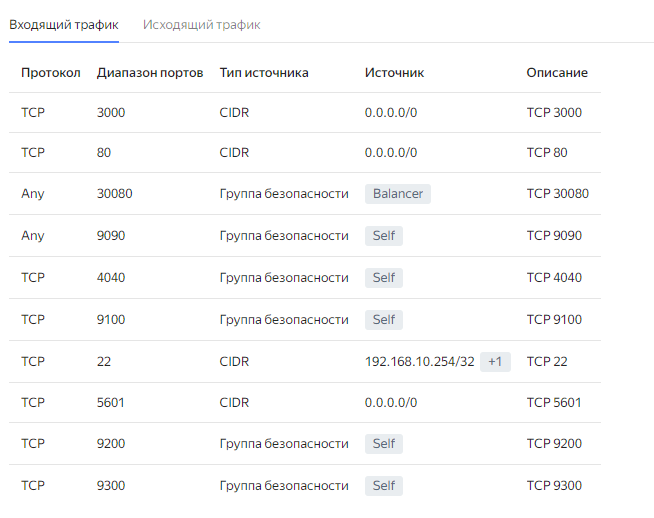 Входящий трафик Исходящий трафик
Протокол Диапазон портов Тип источника Источник Описание
TCP 3000 CIDR 0.0.0.0/0 TCP 3000
TCP 80 CIDR 0.0.0.0/0 TCP 80
Any 30080 Группа безопасности Balancer TCP 30080
Any 9090 Группа безопасности Self TCP 9090
TCP 4040 Группа безопасности Self TCP 4040
TCP 9100 Группа безопасности Self TCP 9100
TCP 22 CIDR 192.168.10.254/32 +1 TCP 22
TCP 5601 CIDR 0.0.0.0/0 TCP 5601
TCP 9200 Группа безопасности Self TCP 9200
TCP 9300 Группа безопасности Self TCP 9300